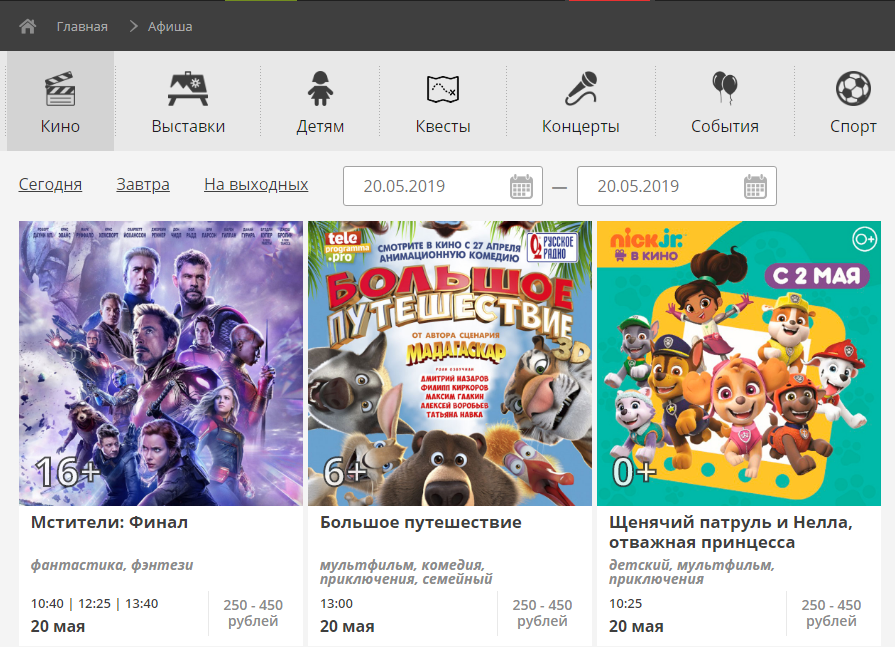 Главная
Афиша
Кино
Выставки
Детям
Квесты
Концерты
События
Спорт
Сегодня
Завтра
На выходных
20.05.2019
—
20.05.2019
16+
tele
programma
.pro
СМОТРИТЕ В КИНО С 27 АПРЕЛЯ
АНИМАЦИОННУЮ КОМЕДИЮ
РУССКОЕ
РАДИО
БОЛЬШОЕ
ПУТЕШЕСТВИЕ
3D
ОТ АВТОРА СЦЕНАРИЯ
МАДАГАСКАР
РОЛИ ОЗВУЧИЛИ
ДМИТРИЙ НАЗАРОВ
ФИЛИПП КИРКОРОВ
МАКСИМ ГАЛКИН
АЛЕКСЕЙ ВОРОБЬЕВ
ТАТЬЯНА НАВКА
6+
nick jr.
В КИНО
0+
С 2 МАЯ
0+
Мстители: Финал
фантастика, фэнтези
10:40 | 12:25 | 13:40
20 мая
250 - 450
рублей
Большое путешествие
мультфильм, комедия,
приключения, семейный
13:00
20 мая
250 - 450
рублей
Щенячий патруль и Нелла,
отважная принцесса
детский, мультфильм,
приключения
10:25
20 мая
250 - 450
рублей